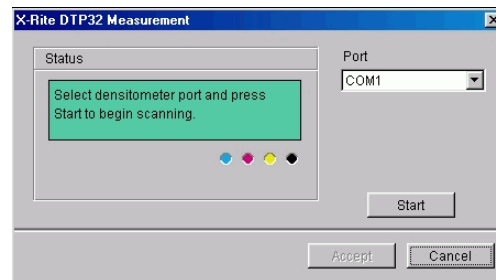 X-Rite DTP32 Measurement
Status
Select densitometer port and press
Start to begin scanning.
Port
COM1
Start
Accept
Cancel